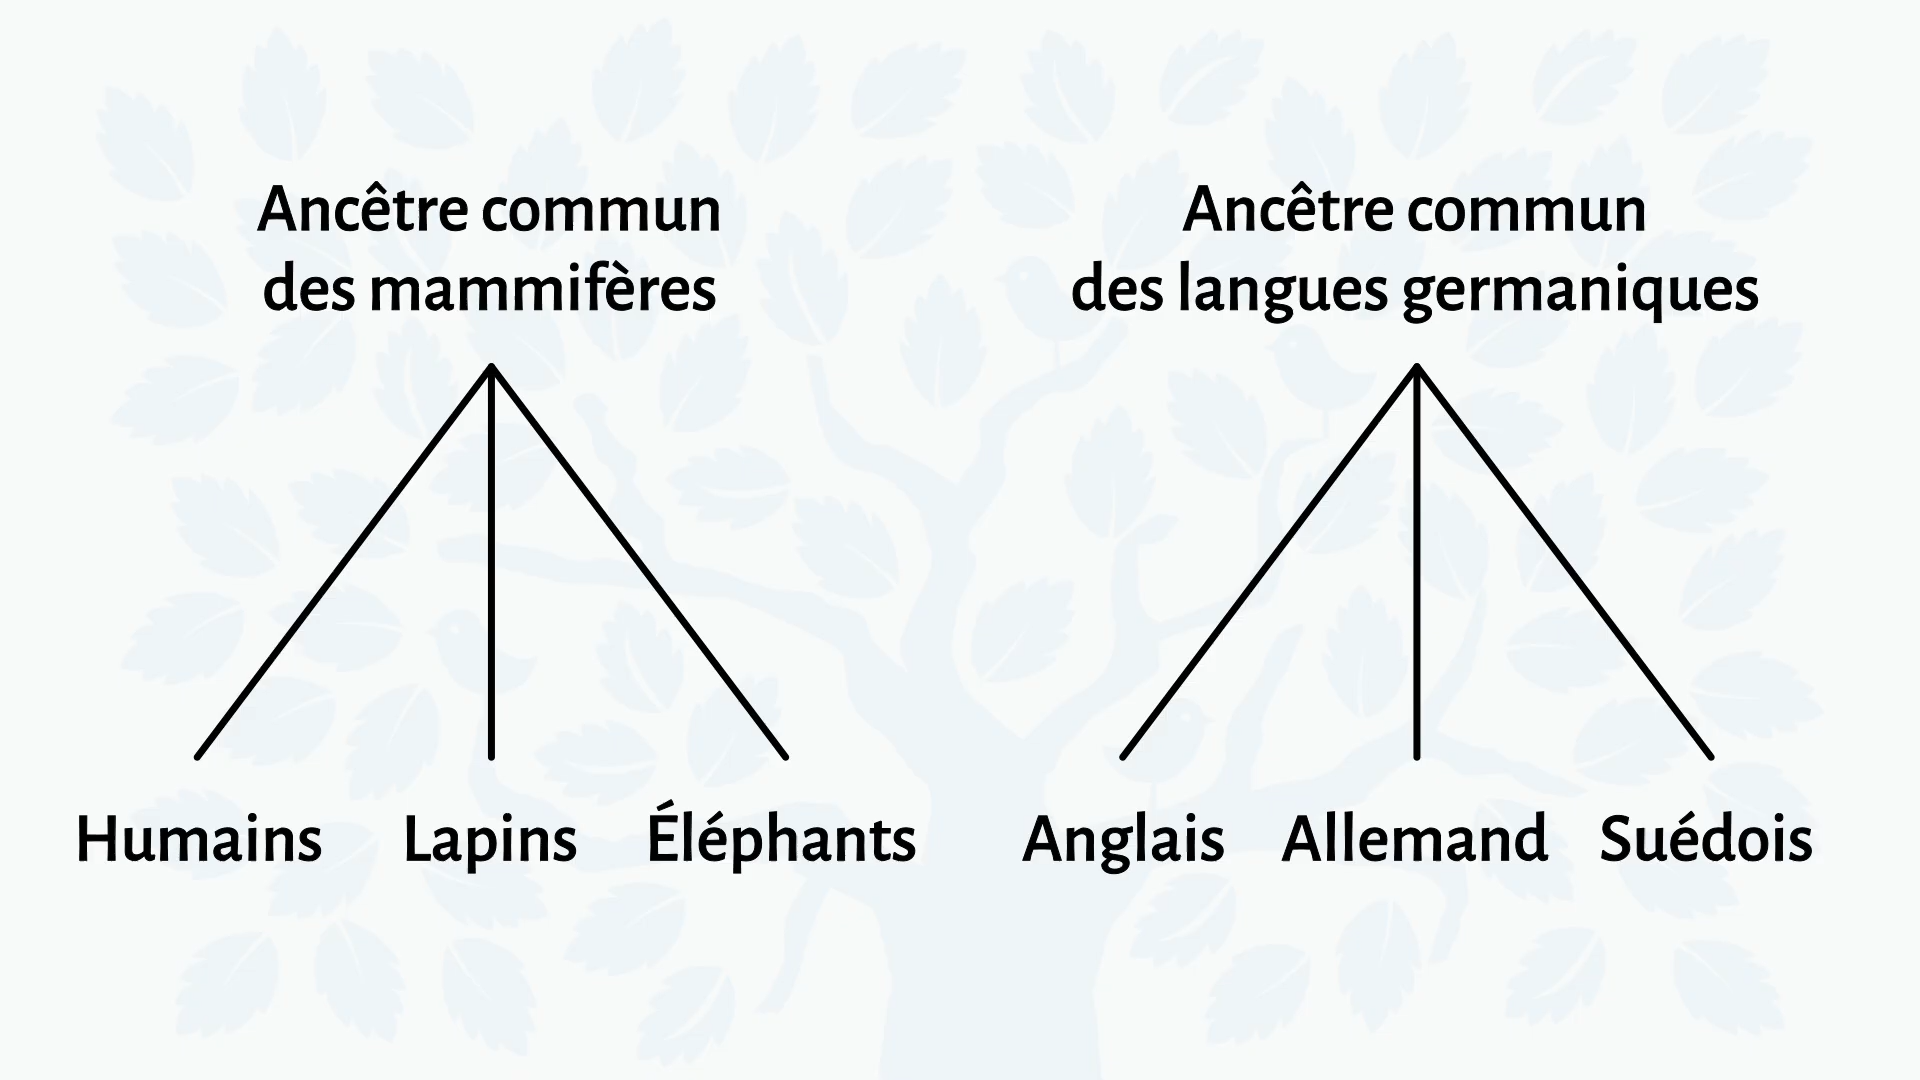 Ancêtre commun
des mammifères
Humains
Lapins
Éléphants
Ancêtre commun
des langues germaniques
Anglais
Allemand
Suédois